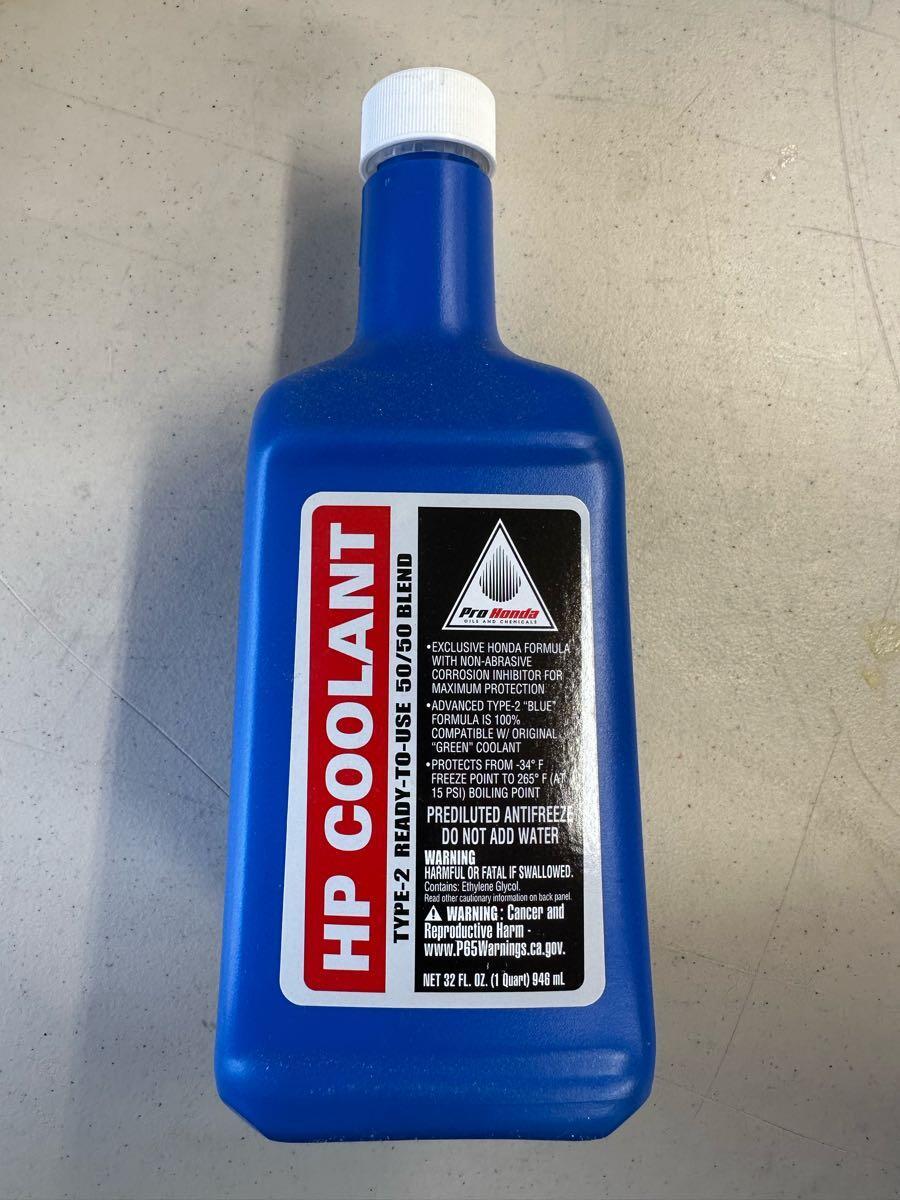 HP COOLANT
TYPE-2 READY-TO-USE 50/50 BLEND
Pro Honda
OILS AND CHEMICALS
•EXCLUSIVE HONDA FORMULA
WITH NON-ABRASIVE
CORROSION INHIBITOR FOR
MAXIMUM PROTECTION
•ADVANCED TYPE-2 "BLUE"
FORMULA IS 100%
COMPATIBLE W/ ORIGINAL
"GREEN" COOLANT
•PROTECTS FROM -34° F
FREEZE POINT TO 265° F (AT
15 PSI) BOILING POINT
PREDILUTED ANTIFREEZE
DO NOT ADD WATER
WARNING
HARMFUL OR FATAL IF SWALLOWED.
Contains: Ethylene Glycol.
Read other cautionary information on back panel.
⚠ WARNING: Cancer and
Reproductive Harm -
www.P65Warnings.ca.gov.
NET 32 FL. OZ. (1 Quart) 946 mL